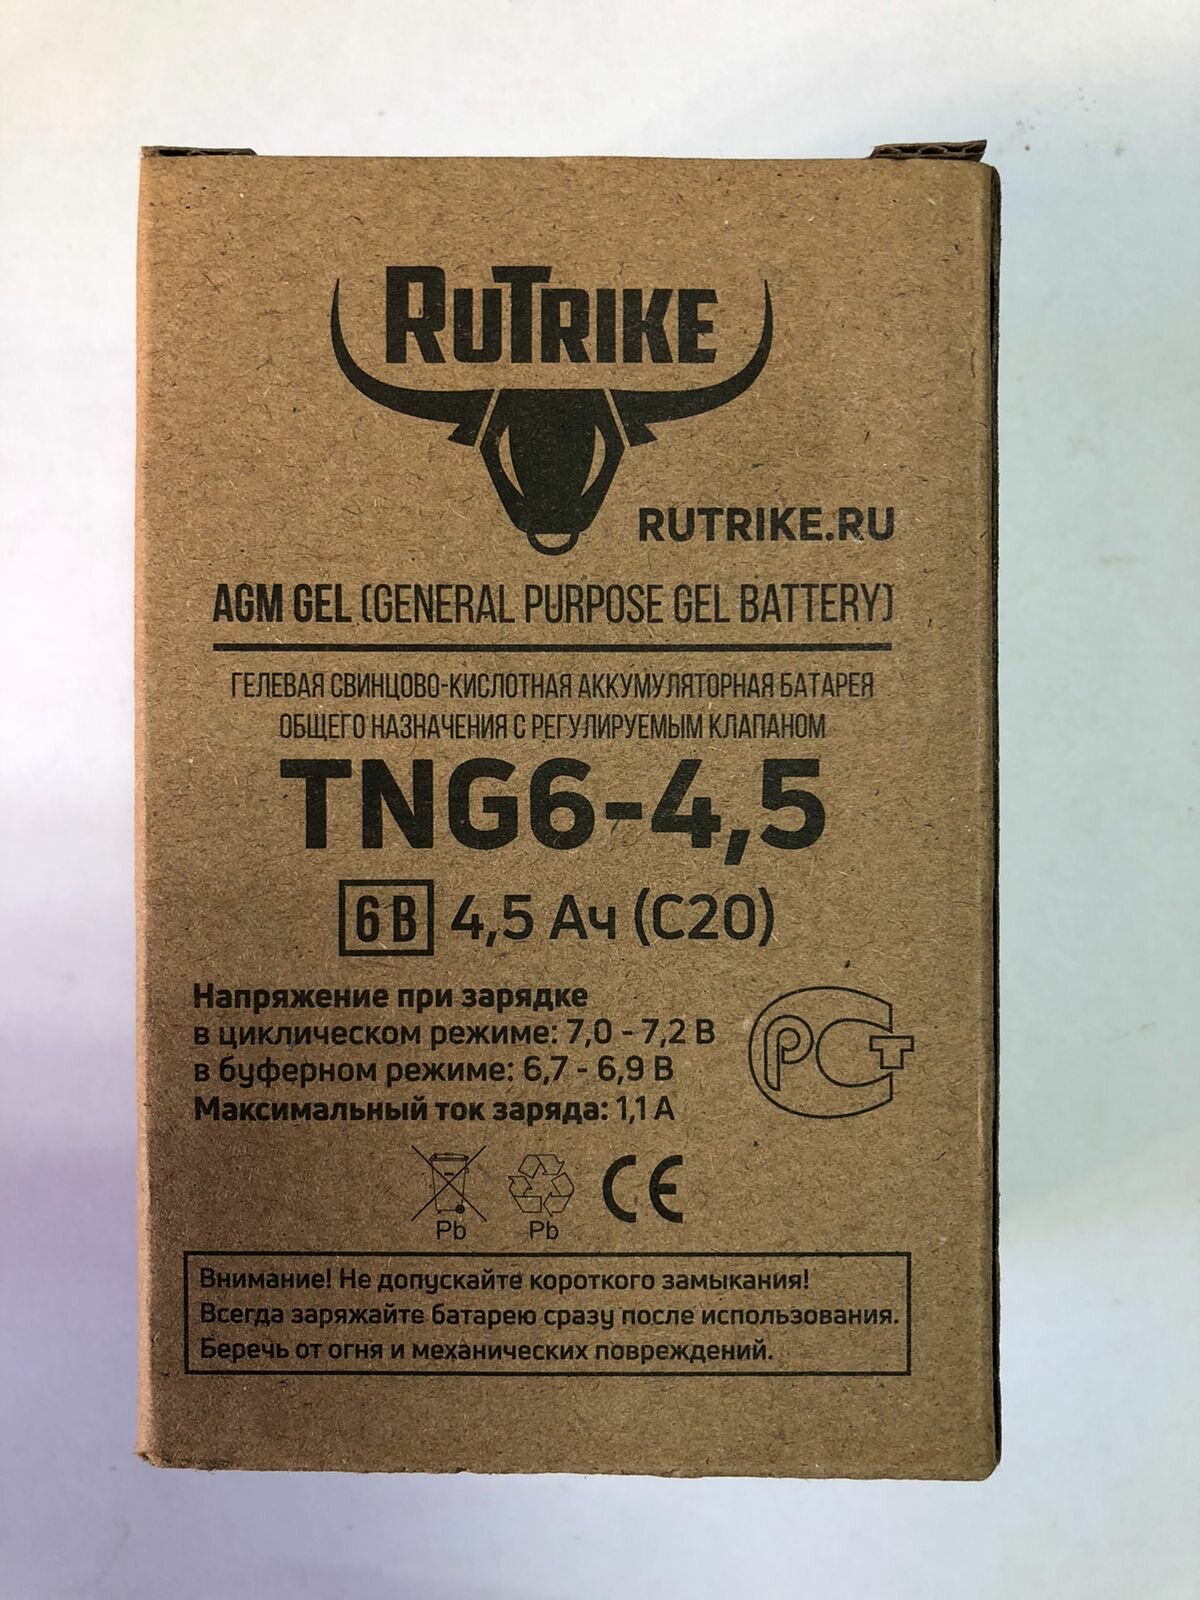 RUTRIKE
RUTRIKE.RU
AGM GEL (GENERAL PURPOSE GEL BATTERY)
ГЕЛЕВАЯ СВИНЦОВО-КИСЛОТНАЯ АККУМУЛЯТОРНАЯ БАТАРЕЯ
ОБЩЕГО НАЗНАЧЕНИЯ С РЕГУЛИРУЕМЫМ КЛАПАНОМ
TNG6-4,5
6 В 4,5 Ач (С20)
Напряжение при зарядке
в циклическом режиме: 7,0 - 7,2 В
в буферном режиме: 6,7 - 6,9 В
Максимальный ток заряда: 1,1 А
РСТ
Pb Pb CE
Внимание! Не допускайте короткого замыкания!
Всегда заряжайте батарею сразу после использования.
Беречь от огня и механических повреждений.